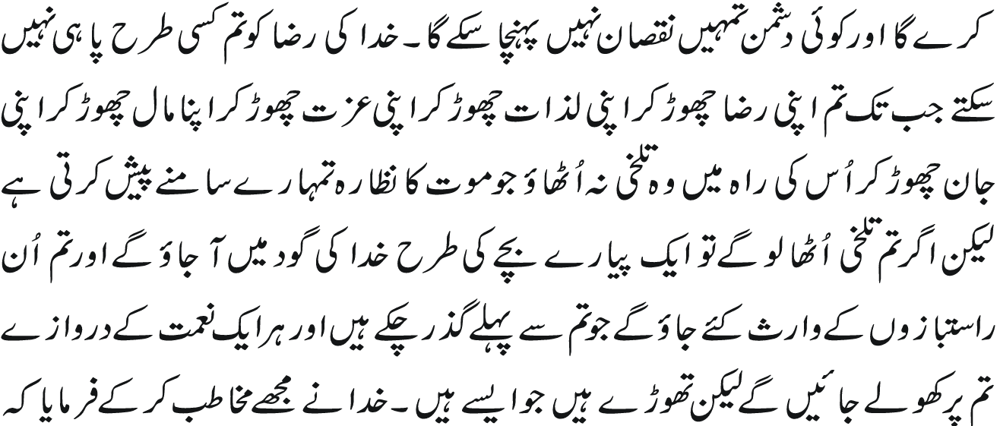 کرے گا اور کوئی دشمن تمہیں نقصان نہیں پہنچا سکے گا۔ خدا کی رضا کو تم کسی طرح پا ہی نہیں
سکتے جب تک تم اپنی رضا چھوڑ کر اپنی لذات چھوڑ کر اپنی عزت چھوڑ کر اپنا مال چھوڑ کر اپنی
جان چھوڑ کر اُس کی راہ میں وہ تلخی نہ اُٹھاؤ جو موت کا نظارہ تمہارے سامنے پیش کرتی ہے
لیکن اگر تم تلخی اُٹھا لو گے تو ایک پیارے بچے کی طرح خدا کی گود میں آ جاؤ گے اور تم اُن
راستبازوں کے وارث کئے جاؤ گے جو تم سے پہلے گذر چکے ہیں اور ہر ایک نعمت کے دروازے
تم پر کھولے جائیں گے لیکن تھوڑے ہیں جو ایسے ہیں۔ خدا نے مجھے مخاطب کر کے فرمایا کہ